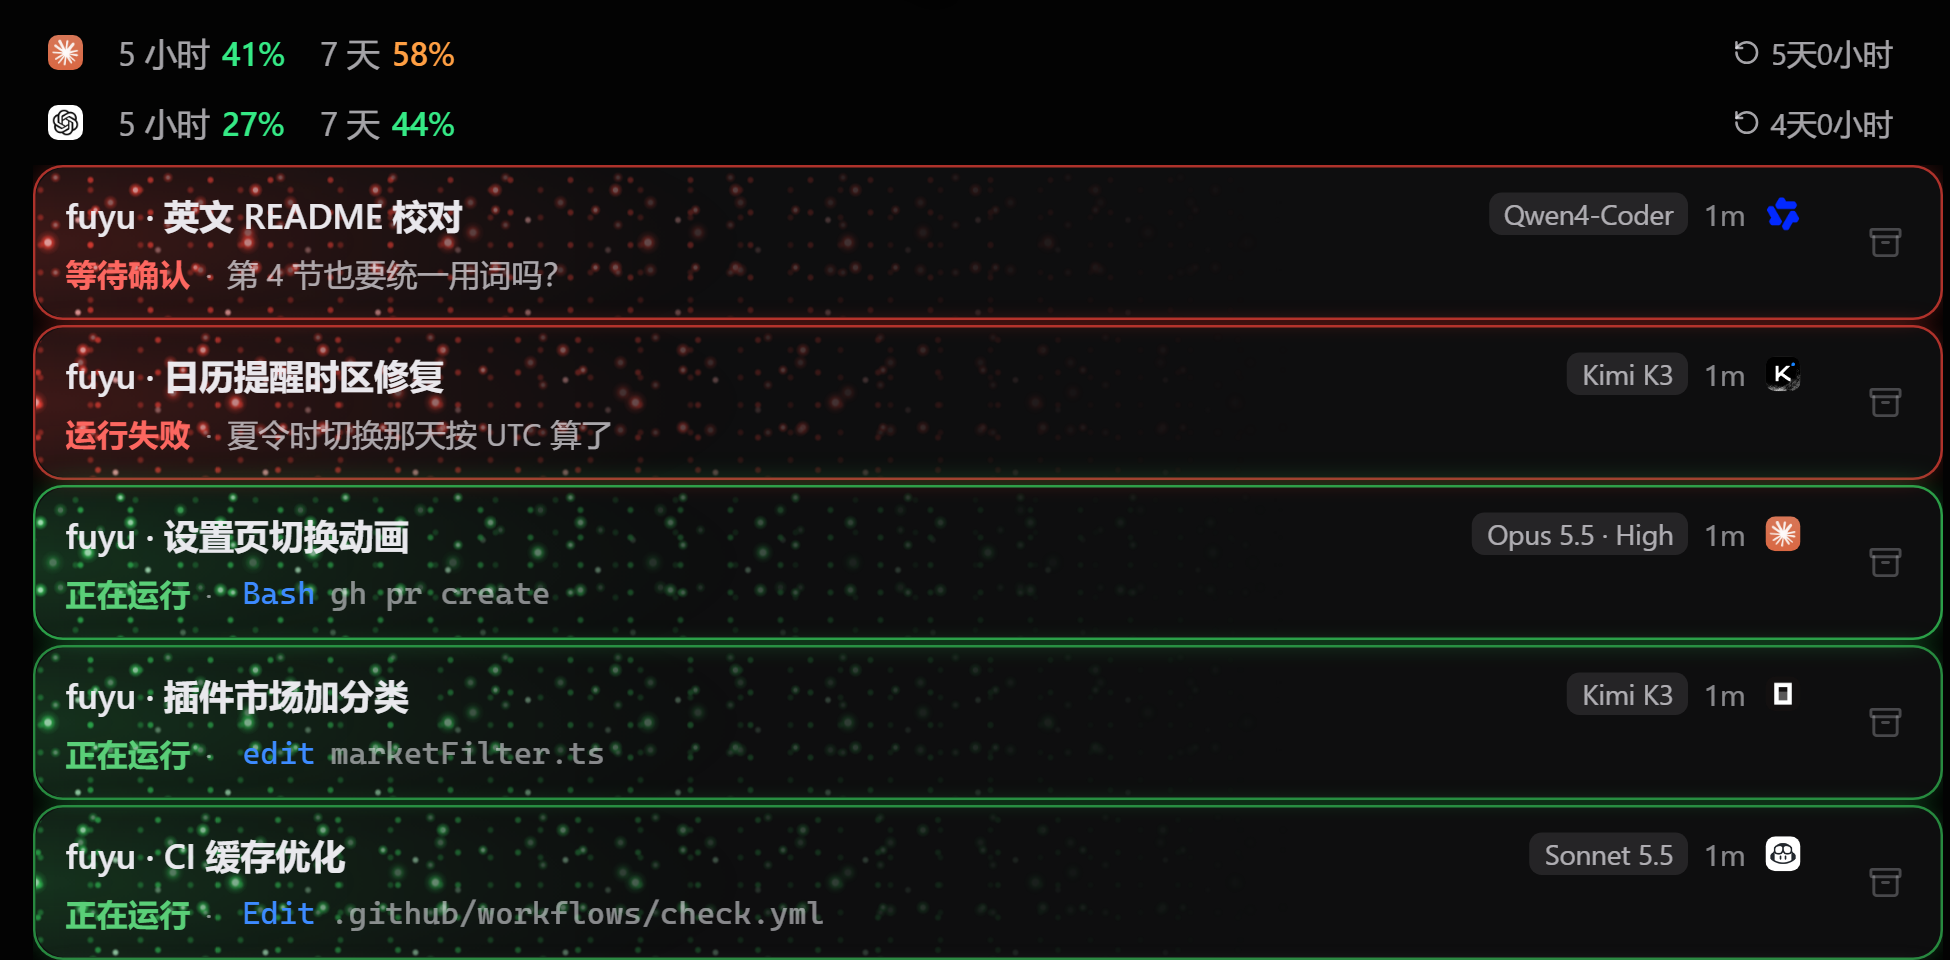 5 小时 41% 7 天 58% 5天0小时
5 小时 27% 7 天 44% 4天0小时
fuyu · 英文 README 校对 Qwen4-Coder 1m
等待确认 · 第 4 节也要统一用词吗?
fuyu · 日历提醒时区修复 Kimi K3 1m
运行失败 · 夏令时切换那天按 UTC 算了
fuyu · 设置页切换动画 Opus 5.5 · High 1m
正在运行 · Bash gh pr create
fuyu · 插件市场加分类 Kimi K3 1m
正在运行 · edit marketFilter.ts
fuyu · CI 缓存优化 Sonnet 5.5 1m
正在运行 · Edit .github/workflows/check.yml